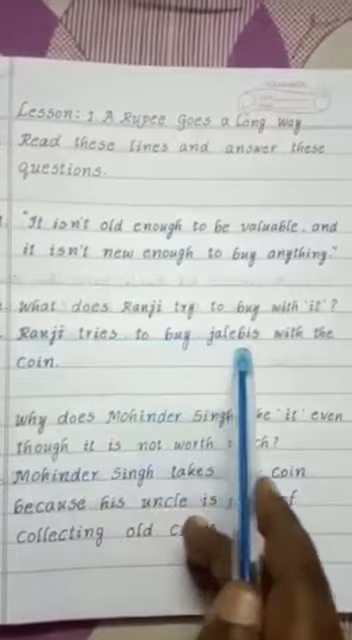 Lesson: 1 A Rupee Goes a Long Way
Read these lines and answer these
questions.
1. "It isn't old enough to be valuable, and
it isn't new enough to buy anything."
What does Ranji try to buy with 'it'?
Ranji tries to buy jalebis with the
coin.
Why does Mohinder Singh 'it' even
though it is not worth
Mohinder Singh takes coin
because his uncle is
collecting old